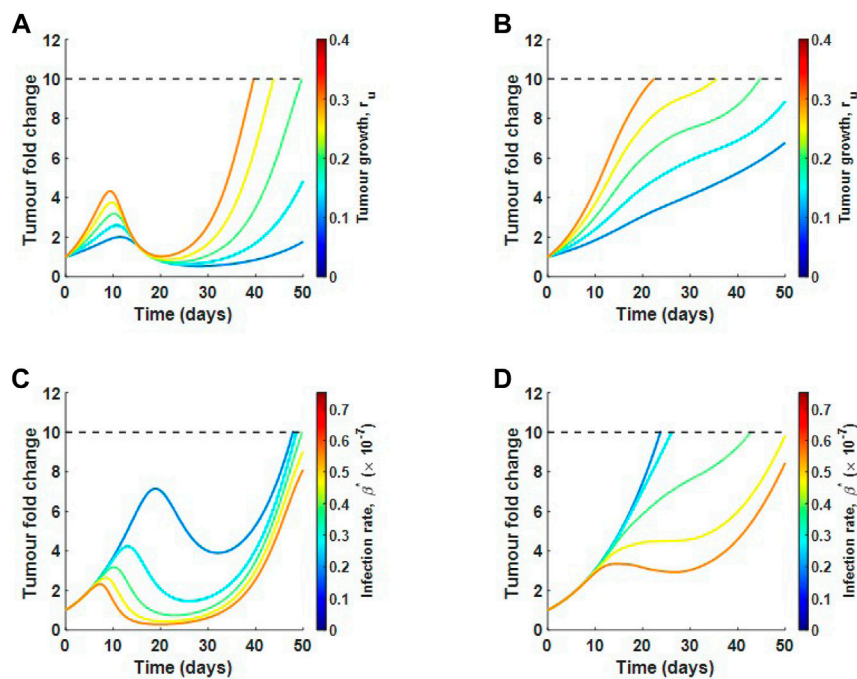 A
12
10
8
6
4
2
0
Tumour fold change
0 10 20 30 40 50
Time (days)
0.4
0.3
0.2
0.1
0
Tumour growth, r_u
B
12
10
8
6
4
2
0
Tumour fold change
0 10 20 30 40 50
Time (days)
0.4
0.3
0.2
0.1
0
Tumour growth, r_u
C
12
10
8
6
4
2
0
Tumour fold change
0 10 20 30 40 50
Time (days)
0.7
0.6
0.5
0.4
0.3
0.2
0.1
0
Infection rate, β^ (× 10^-7)
D
12
10
8
6
4
2
0
Tumour fold change
0 10 20 30 40 50
Time (days)
0.7
0.6
0.5
0.4
0.3
0.2
0.1
0
Infection rate, β^ (× 10^-7)